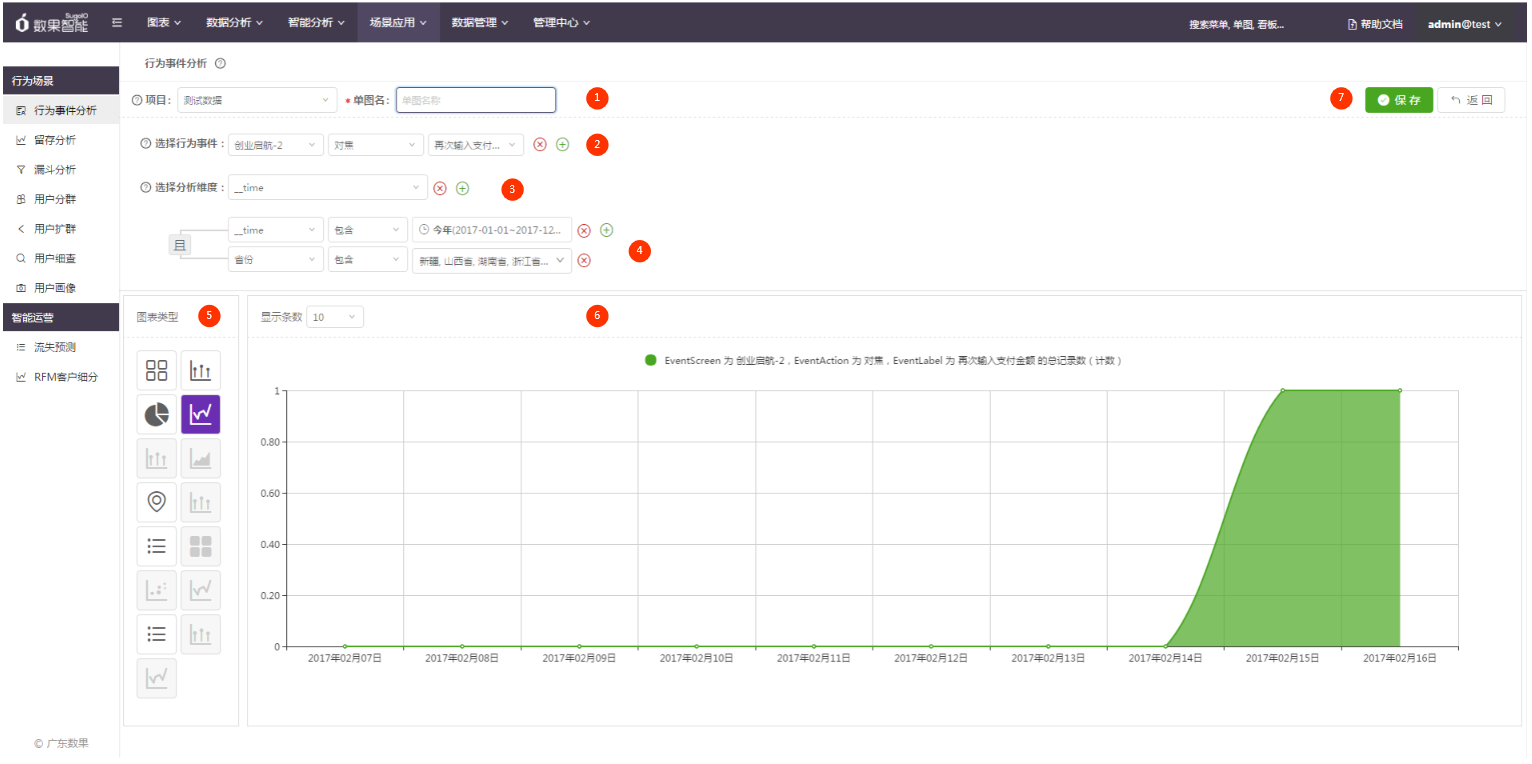 SugoIO
数果智能 图表 数据分析 智能分析 场景应用 数据管理 管理中心 搜索菜单, 单图, 看板... 帮助文档 admin@test
行为事件分析
行为场景
项目: 测试数据 * 单图名: 单图名称 1 7 保存 返回
行为事件分析
留存分析
漏斗分析
用户分群
用户扩群
用户细查
用户画像
智能运营
流失预测
RFM客户细分
© 广东数果
选择行为事件: 创业启航-2 对焦 再次输入支付... 2
选择分析维度: __time 3
__time 包含 今年(2017-01-01~2017-12...
且 4
省份 包含 新疆, 山西省, 湖南省, 浙江省...
图表类型 5
显示条数 10 6
EventScreen 为 创业启航-2 , EventAction 为 对焦 , EventLabel 为 再次输入支付金额 的总记录数 ( 计数 )
1
0.80
0.60
0.40
0.20
0
2017年02月07日 2017年02月08日 2017年02月09日 2017年02月10日 2017年02月11日 2017年02月12日 2017年02月13日 2017年02月14日 2017年02月15日 2017年02月16日